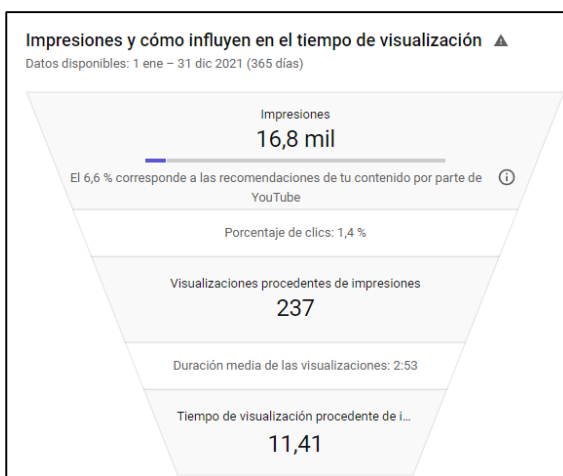 Impresiones y cómo influyen en el tiempo de visualización
Datos disponibles: 1 ene – 31 dic 2021 (365 días)
Impresiones
16,8 mil
El 6,6 % corresponde a las recomendaciones de tu contenido por parte de
YouTube
Porcentaje de clics: 1,4 %
Visualizaciones procedentes de impresiones
237
Duración media de las visualizaciones: 2:53
Tiempo de visualización procedente de i...
11,41